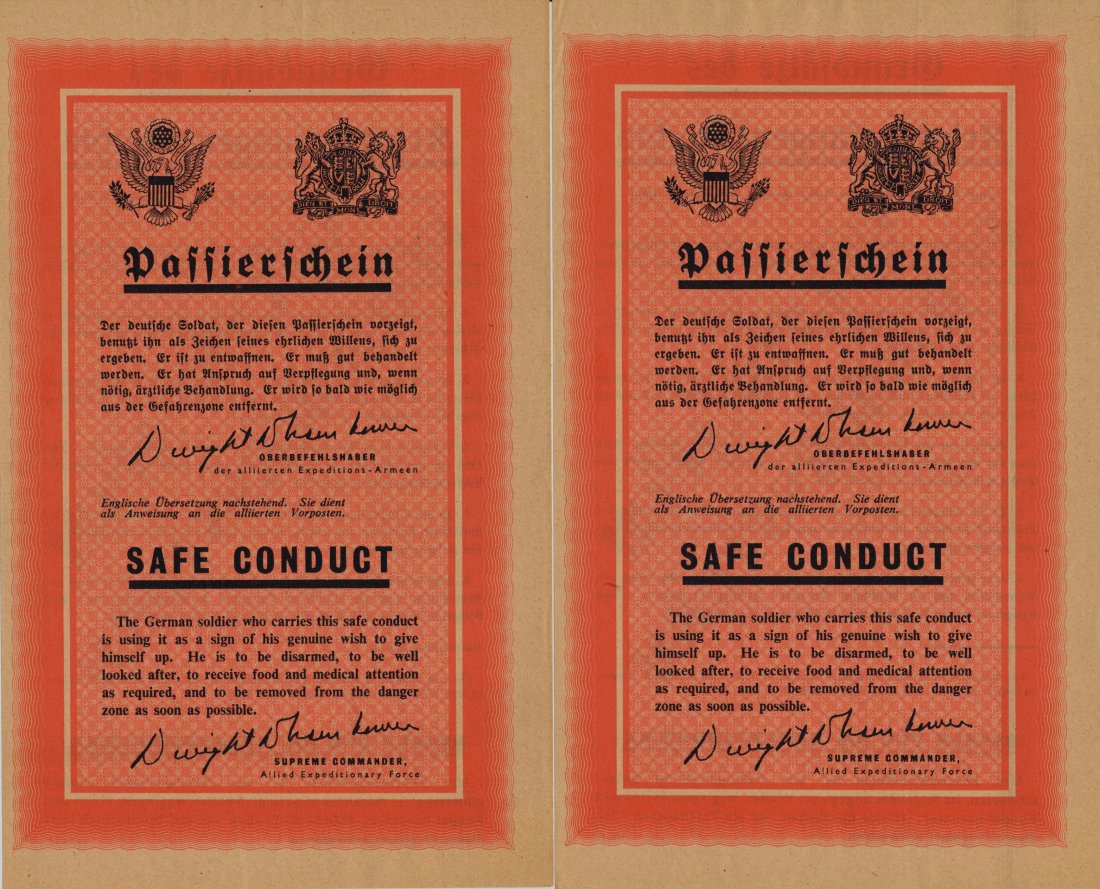 Passierschein
Der deutsche Soldat, der diesen Passierschein vorzeigt,
benutzt ihn als Zeichen seines ehrlichen Willens, sich zu
ergeben. Er ist zu entwaffnen. Er muß gut behandelt
werden. Er hat Anspruch auf Verpflegung und, wenn
nötig, ärztliche Behandlung. Er wird so bald wie möglich
aus der Gefahrenzone entfernt.
Dwight D Eisenhower
OBERBEFEHLSHABER
der alliierten Expeditions-Armeen
Englische Übersetzung nachstehend. Sie dient
als Anweisung an die alliierten Vorposten.
SAFE CONDUCT
The German soldier who carries this safe conduct
is using it as a sign of his genuine wish to give
himself up. He is to be disarmed, to be well
looked after, to receive food and medical attention
as required, and to be removed from the danger
zone as soon as possible.
Dwight D Eisenhower
SUPREME COMMANDER,
Allied Expeditionary Force
Passierschein
Der deutsche Soldat, der diesen Passierschein vorzeigt,
benutzt ihn als Zeichen seines ehrlichen Willens, sich zu
ergeben. Er ist zu entwaffnen. Er muß gut behandelt
werden. Er hat Anspruch auf Verpflegung und, wenn
nötig, ärztliche Behandlung. Er wird so bald wie möglich
aus der Gefahrenzone entfernt.
Dwight D Eisenhower
OBERBEFEHLSHABER
der alliierten Expeditions-Armeen
Englische Übersetzung nachstehend. Sie dient
als Anweisung an die alliierten Vorposten.
SAFE CONDUCT
The German soldier who carries this safe conduct
is using it as a sign of his genuine wish to give
himself up. He is to be disarmed, to be well
looked after, to receive food and medical attention
as required, and to be removed from the danger
zone as soon as possible.
Dwight D Eisenhower
SUPREME COMMANDER,
Allied Expeditionary Force